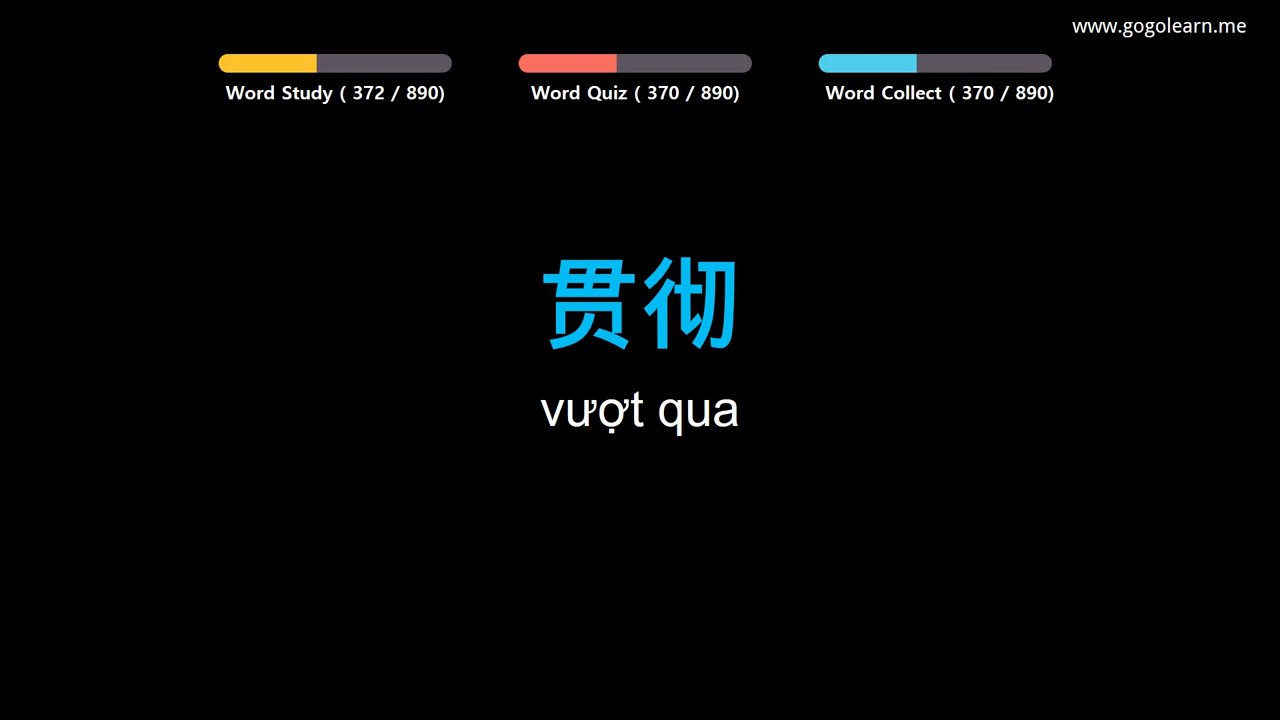 www.gogolearn.me
Word Study ( 372 / 890)
Word Quiz ( 370 / 890)
Word Collect ( 370 / 890)
贯彻
vượt qua